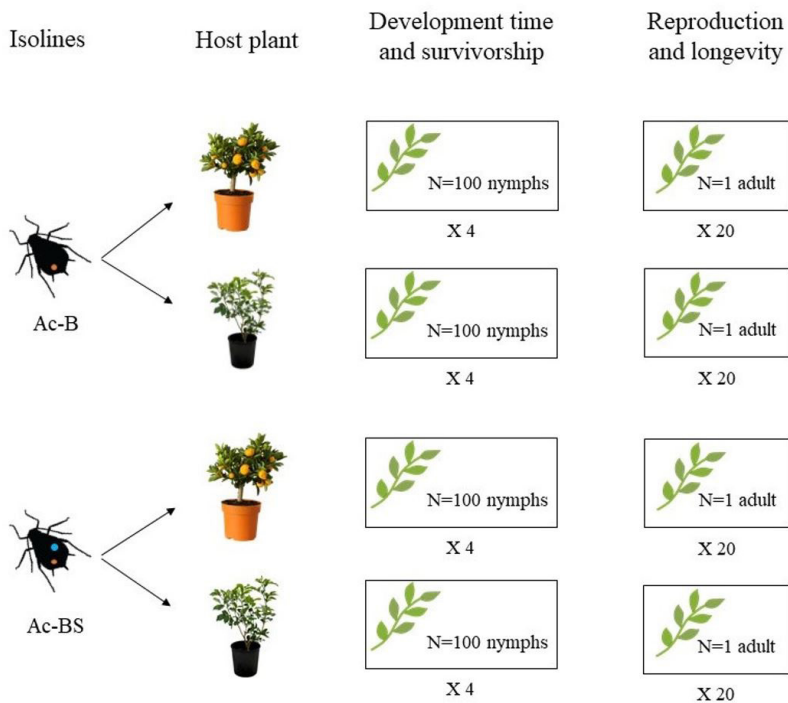 Isolines
Host plant
Development time
and survivorship
Reproduction
and longevity
N=100 nymphs
N=1 adult
X 4
X 20
Ac-B
N=100 nymphs
N=1 adult
X 4
X 20
N=100 nymphs
N=1 adult
X 4
X 20
Ac-BS
N=100 nymphs
N=1 adult
X 4
X 20